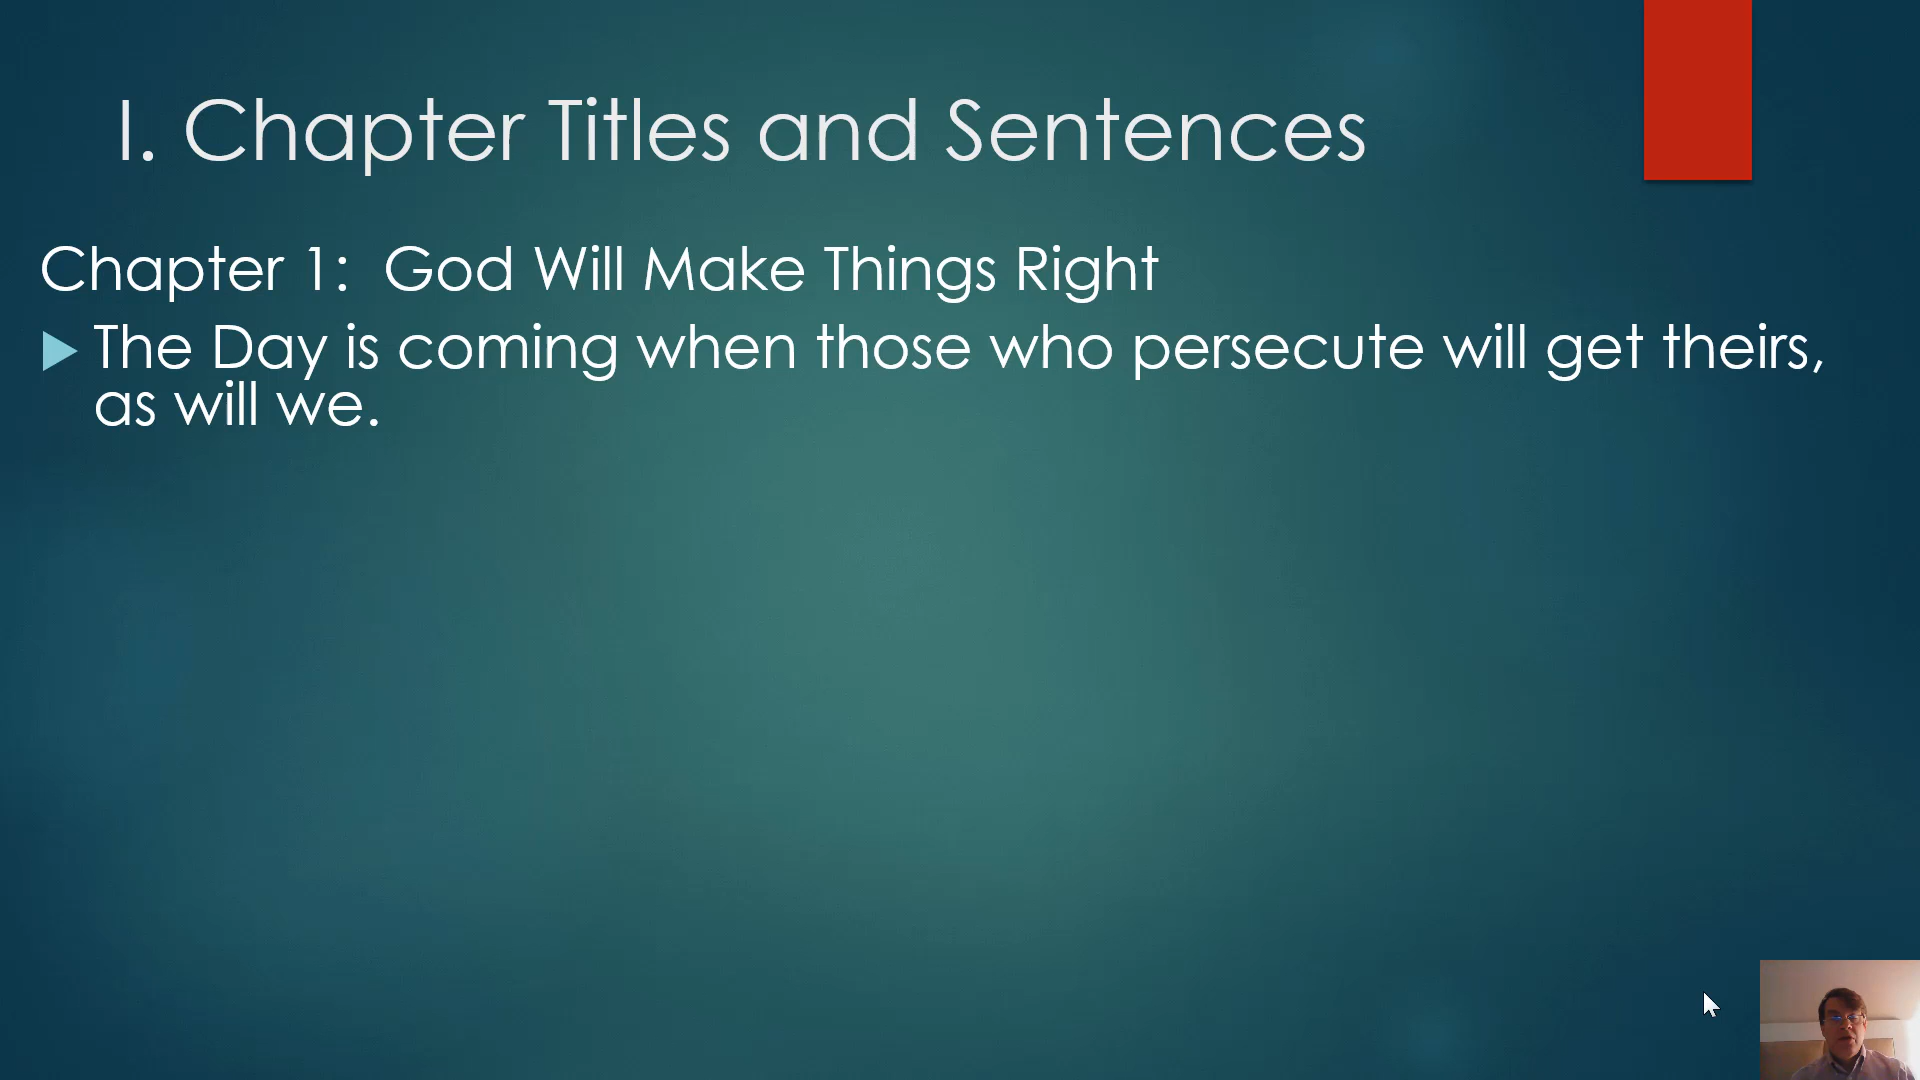 I. Chapter Titles and Sentences
Chapter 1:  God Will Make Things Right
The Day is coming when those who persecute will get theirs,
as will we.